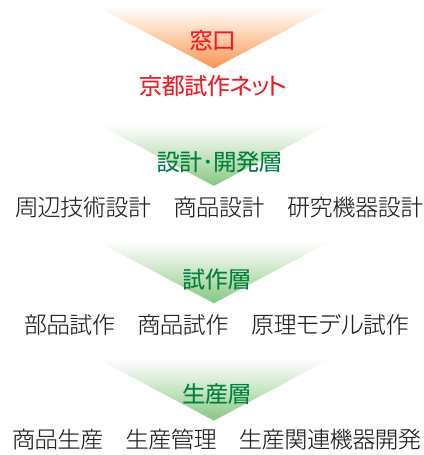 窓口
京都試作ネット
設計・開発層
周辺技術設計　商品設計　研究機器設計
試作層
部品試作　商品試作　原理モデル試作
生産層
商品生産　生産管理　生産関連機器開発